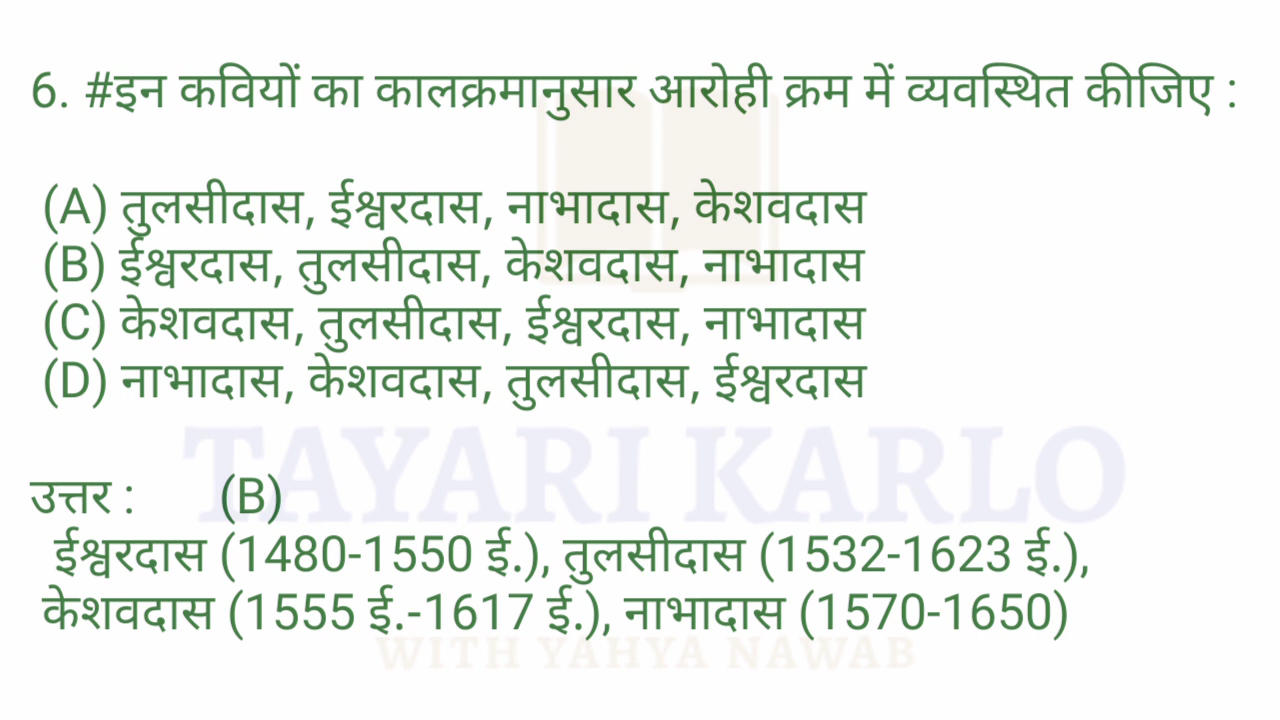 6. #इन कवियों का कालक्रमानुसार आरोही क्रम में व्यवस्थित कीजिए :
(A) तुलसीदास, ईश्वरदास, नाभादास, केशवदास
(B) ईश्वरदास, तुलसीदास, केशवदास, नाभादास
(C) केशवदास, तुलसीदास, ईश्वरदास, नाभादास
(D) नाभादास, केशवदास, तुलसीदास, ईश्वरदास
TAYARI KARLO
उत्तर : (B)
ईश्वरदास (1480-1550 ई.), तुलसीदास (1532-1623 ई.),
केशवदास (1555 ई.-1617 ई.), नाभादास (1570-1650)
WITH YAHYA NAWAB